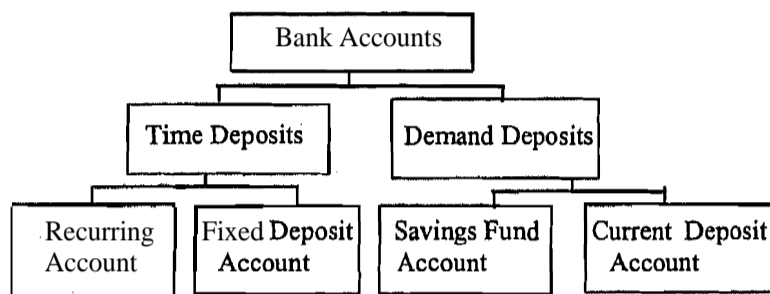 Bank Accounts
Time Deposits
Demand Deposits
Recurring
Account
Fixed Deposit
Account
Savings Fund
Account
Current Deposit
Account